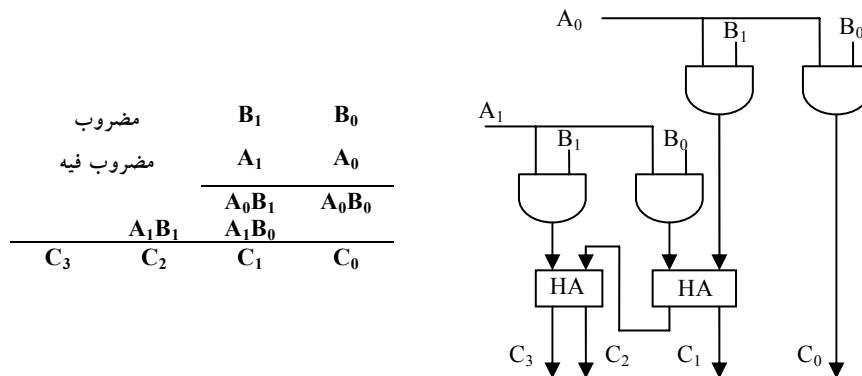 مضروب B₁ B₀
مضروب فيه A₁ A₀
A₀B₁ A₀B₀
A₁B₁ A₁B₀
C₃ C₂ C₁ C₀
A₀
B₁ B₀
A₁
B₁ B₀
HA HA
C₃ C₂ C₁ C₀